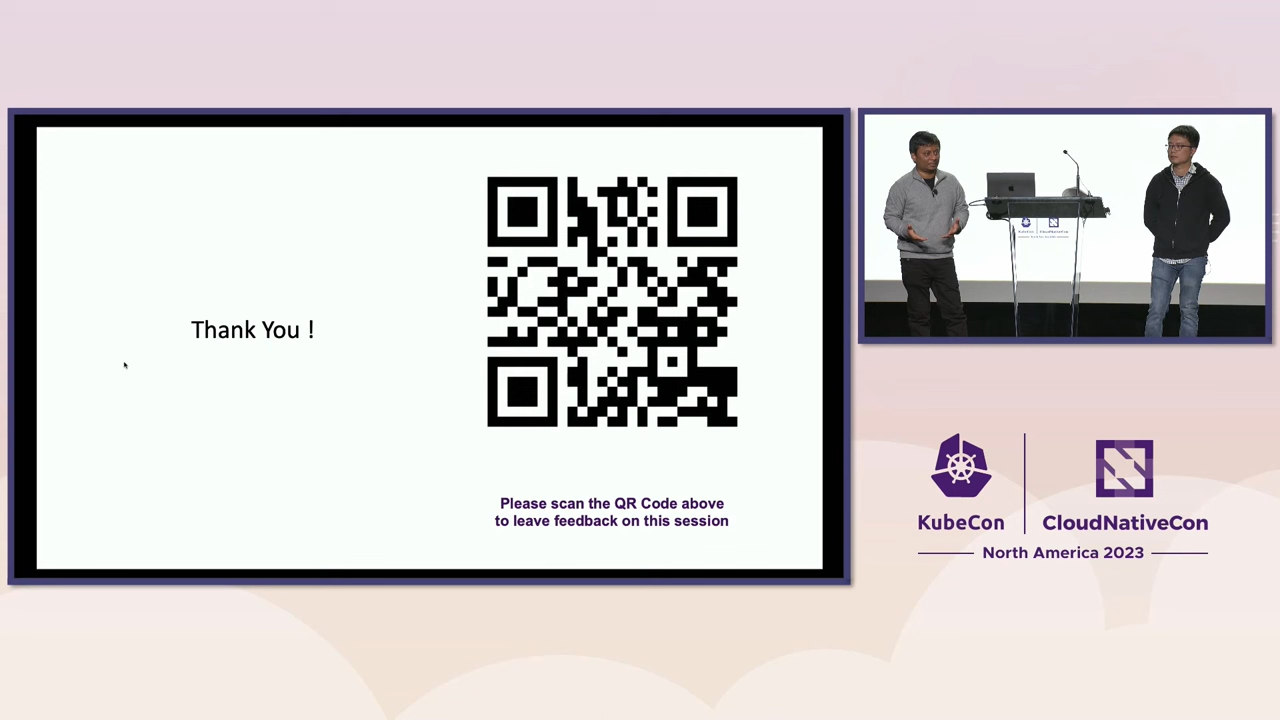 Thank You !
Please scan the QR Code above
to leave feedback on this session
KubeCon
CloudNativeCon
North America 2023